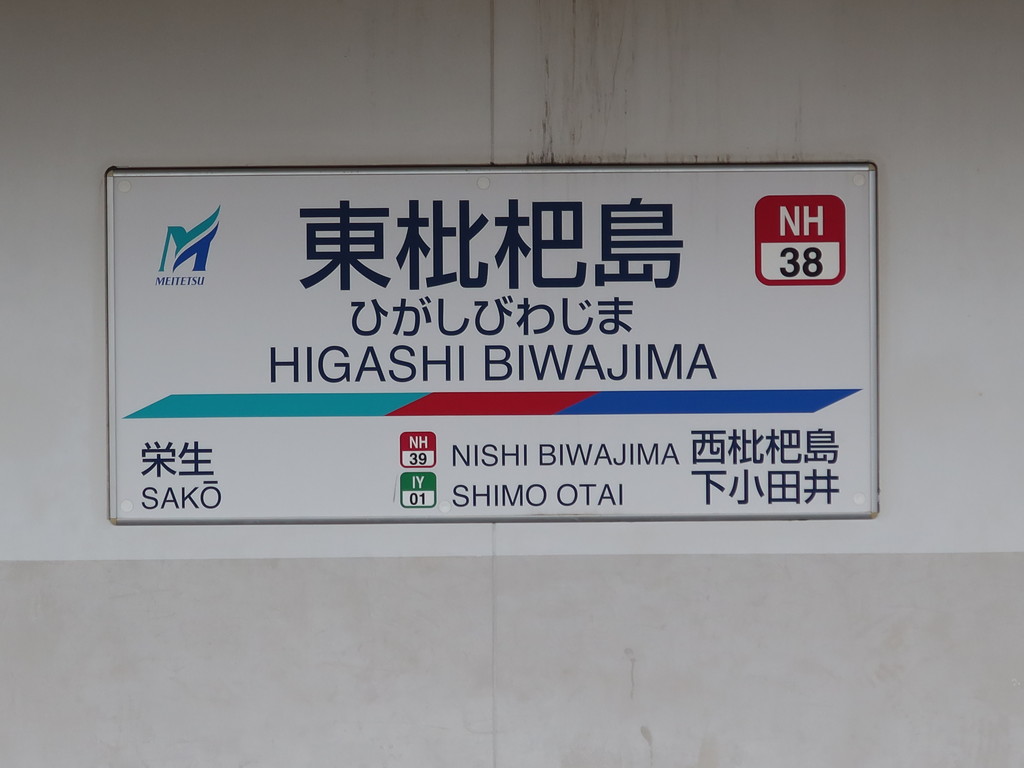 MEITETSU
東枇杷島
NH
38
ひがしびわじま
HIGASHI BIWAJIMA
栄生
SAKŌ
NH
39
NISHI BIWAJIMA 西枇杷島
IY
01
SHIMO OTAI 下小田井